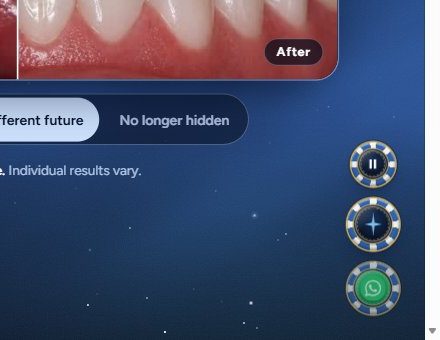 After
fferent future
No longer hidden
. Individual results vary.